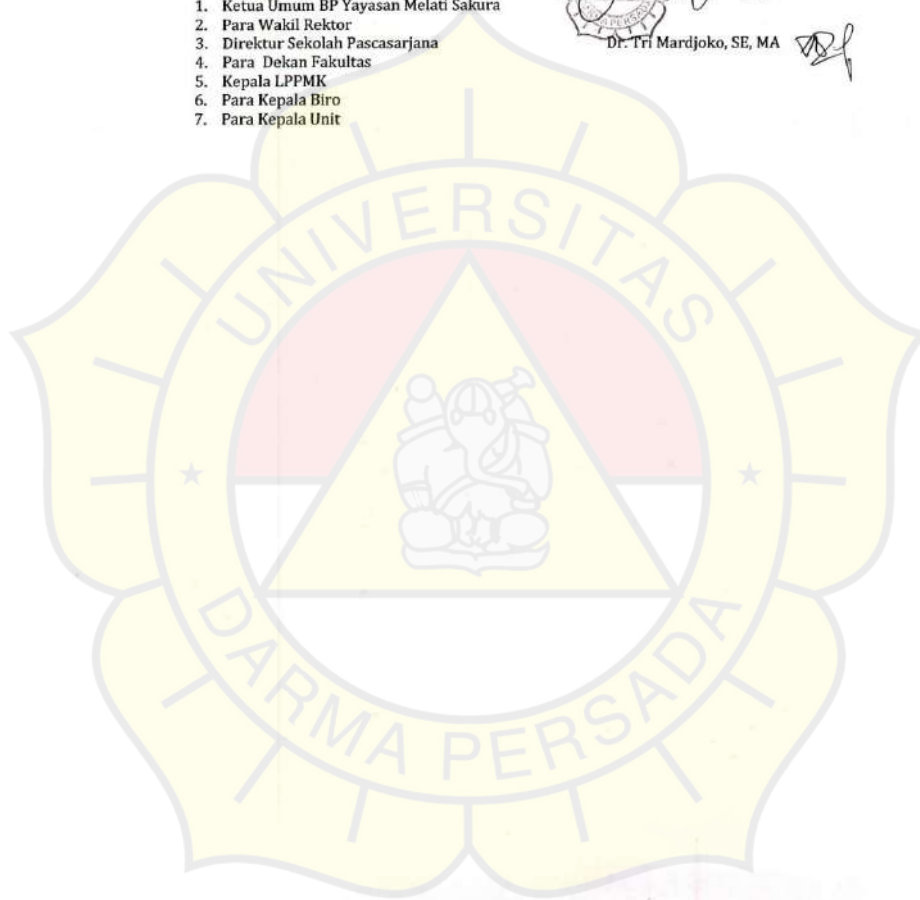 1. Ketua Umum BP Yayasan Melati Sakura
2. Para Wakil Rektor
3. Direktur Sekolah Pascasarjana
4. Para Dekan Fakultas
5. Kepala LPPMK
6. Para Kepala Biro
7. Para Kepala Unit
Dr. Tri Mardjoko, SE, MA
UNIVERSITAS
DARMA PERSADA